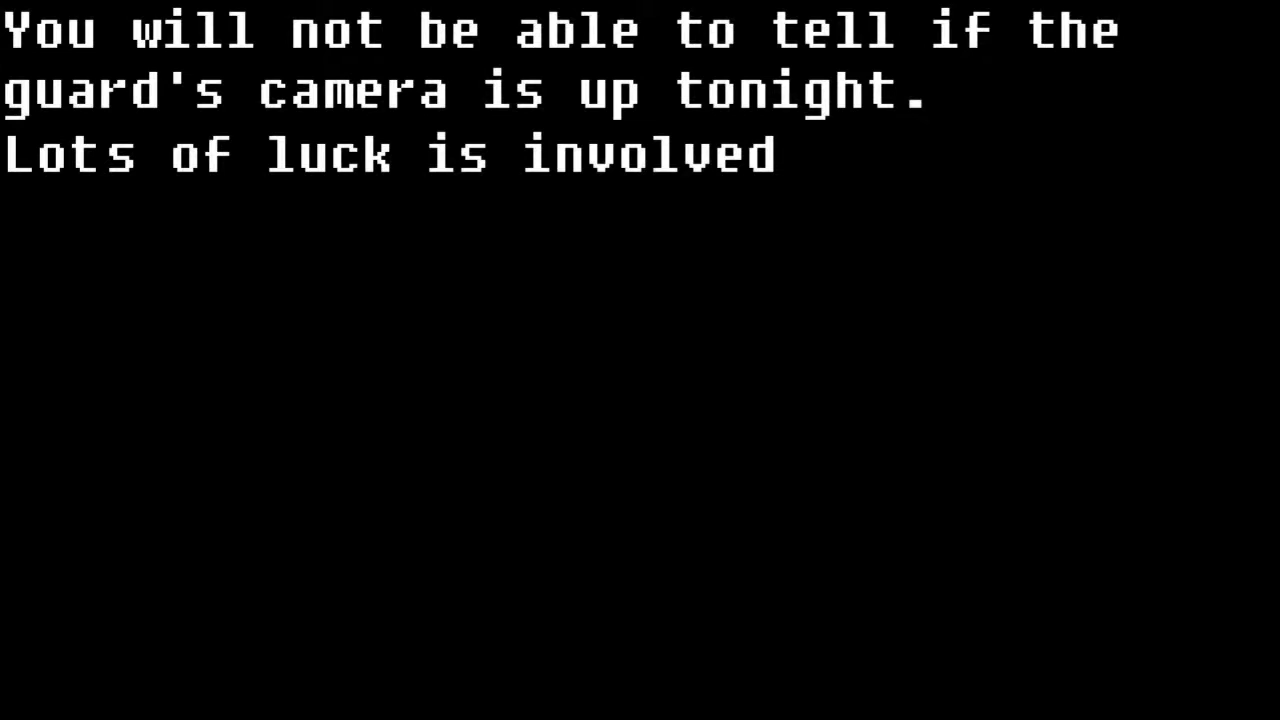 You will not be able to tell if the
guard's camera is up tonight.
Lots of luck is involved